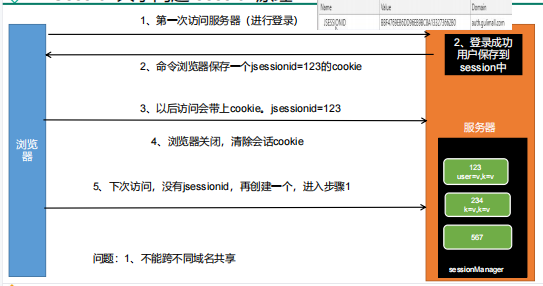 Name Value Domain
JSESSIONID auth.gulimall.com
1、第一次访问服务器（进行登录）
2、登录成功
用户保存到
session中
2、命令浏览器保存一个jsessionid=123的cookie
3、以后访问会带上cookie。jsessionid=123
服务器
4、浏览器关闭，清除会话cookie
浏览
器
123
user=v,k=v
5、下次访问，没有jsessionid，再创建一个，进入步骤1
234
k=v,k=v
567
问题：1、不能跨不同域名共享
sessionManager